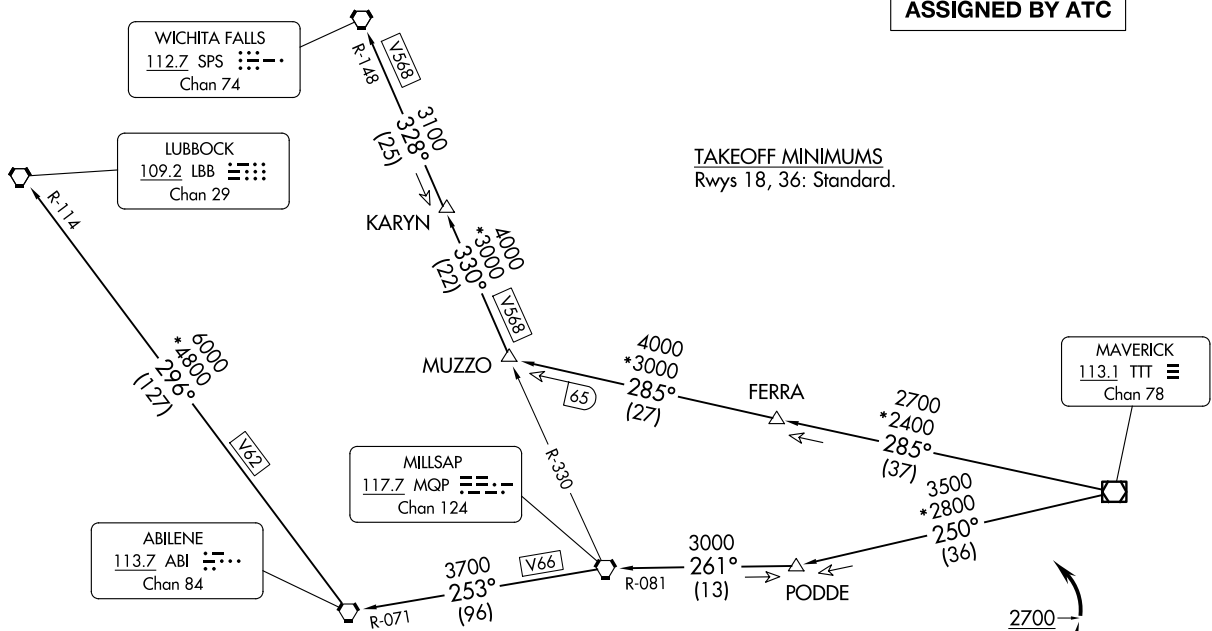 ASSIGNED BY ATC
WICHITA FALLS
112.7 SPS
Chan 74
R-148
V568
3100
328°
(25)
LUBBOCK
109.2 LBB
Chan 29
R-114
TAKEOFF MINIMUMS
Rwys 18, 36: Standard.
KARYN
4000
*3000
330°
(22)
V568
6000
*4800
296°
(127)
V62
MUZZO
4000
*3000
285°
(27)
65
FERRA
MAVERICK
113.1 TTT
Chan 78
2700
*2400
285°
(37)
R-330
MILLSAP
117.7 MQP
Chan 124
3500
*2800
250°
(36)
ABILENE
113.7 ABI
Chan 84
R-071
3700
253°
(96)
V66
R-081
3000
261°
(13)
PODDE
2700